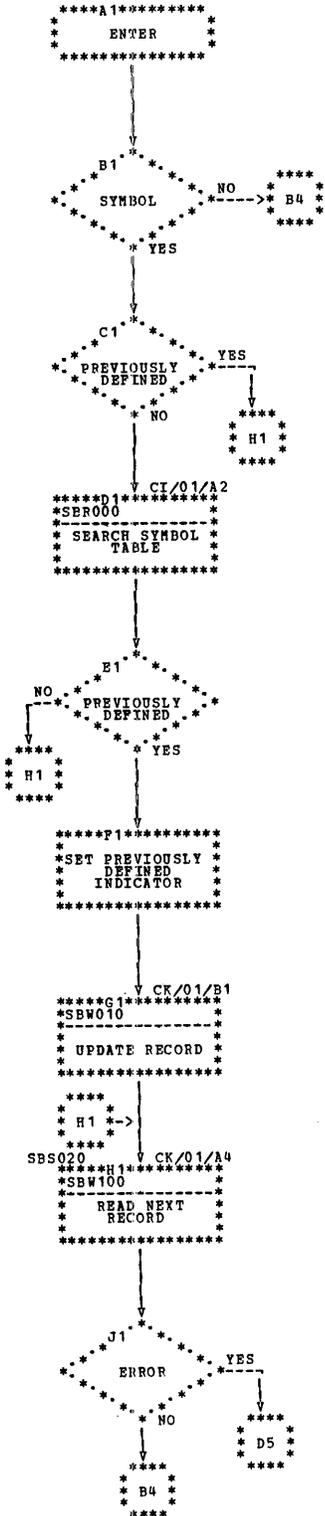 A1
ENTER
B1
SYMBOL
NO
B4
YES
C1
PREVIOUSLY
DEFINED
YES
NO
H1
CI/01/A2
D1
SBR000
SEARCH SYMBOL
TABLE
E1
NO
PREVIOUSLY
DEFINED
H1
YES
F1
SET PREVIOUSLY
DEFINED
INDICATOR
CK/01/B1
G1
SBW010
UPDATE RECORD
H1
SBS020
CK/01/A4
H1
SBW100
READ NEXT
RECORD
J1
ERROR
YES
NO
D5
B4